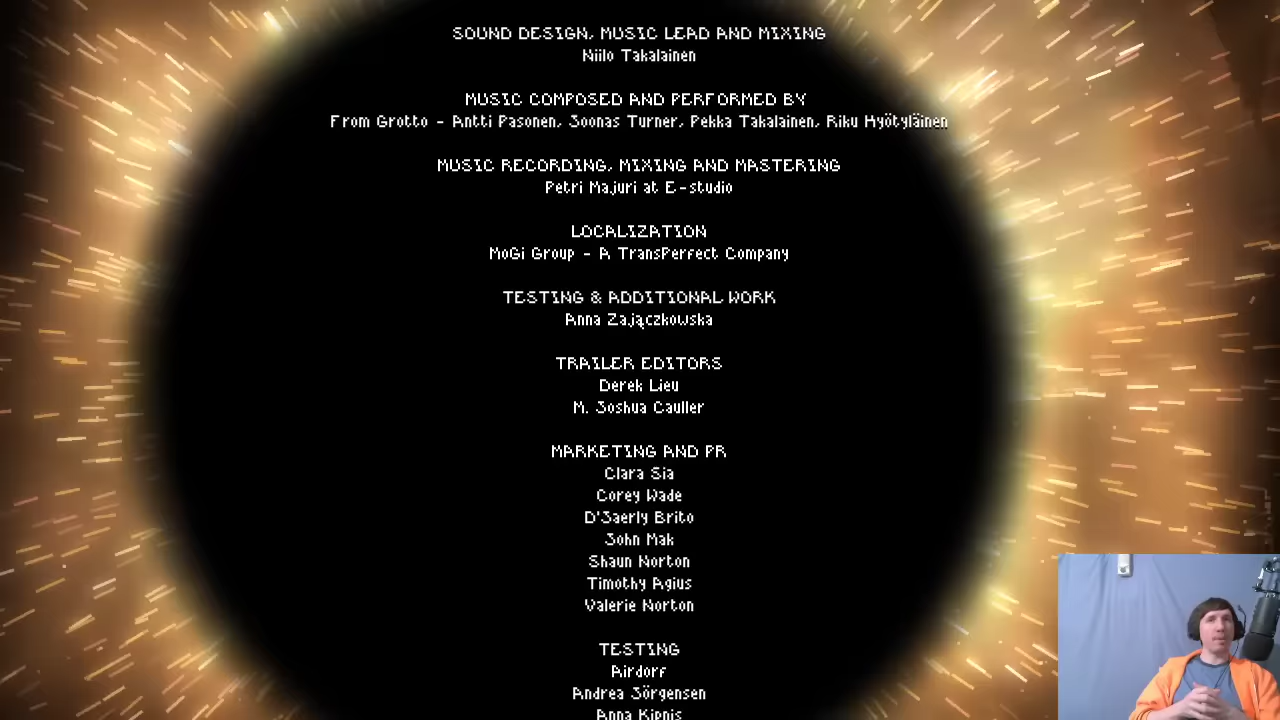 SOUND DESIGN, MUSIC LEAD AND MIXING
Niilo Takalainen
MUSIC COMPOSED AND PERFORMED BY
From Grotto - Antti Pasonen, Joonas Turner, Pekka Takalainen, Riku Hyötyläinen
MUSIC RECORDING, MIXING AND MASTERING
Petri Majuri at E-studio
LOCALIZATION
MoGi Group - A TransPerfect Company
TESTING & ADDITIONAL WORK
Anna Zajączkowska
TRAILER EDITORS
Derek Lieu
M. Joshua Cauller
MARKETING AND PR
Clara Sia
Corey Wade
D'Jaerly Brito
John Mak
Shaun Norton
Timothy Agius
Valerie Norton
TESTING
Airdorf
Andrea Jörgensen
Anna Kipnis